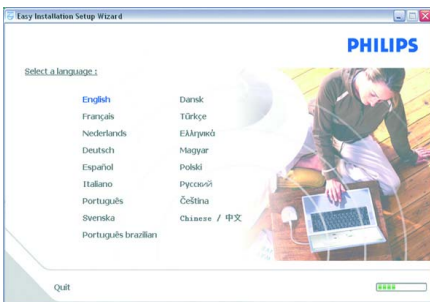 Easy Installation Setup Wizard
PHILIPS
Select a language :
English
Français
Nederlands
Deutsch
Español
Italiano
Português
Svenska
Português brazilian
Dansk
Türkçe
Ελληνικά
Magyar
Polski
Русский
Čeština
Chinese / 中文
Quit